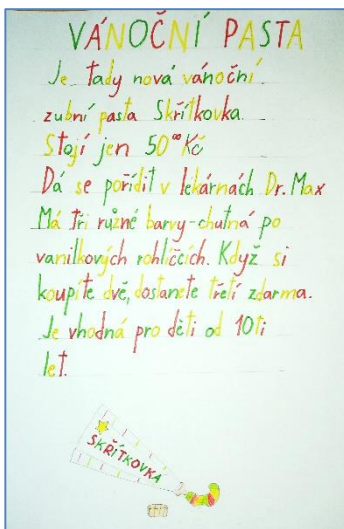 VÁNOČNÍ PASTA
Je tady nová vánoční
zubní pasta Skřítkovka.
Stojí jen 50⁰⁰ Kč
Dá se pořídit v lékárnách Dr. Max
Má tři různé barvy-chutná po
vanilkových rohlíčcích. Když si
koupíte dvě, dostanete třetí zdarma.
Je vhodná pro děti od 10ti
let.
SKŘÍTKOVKA